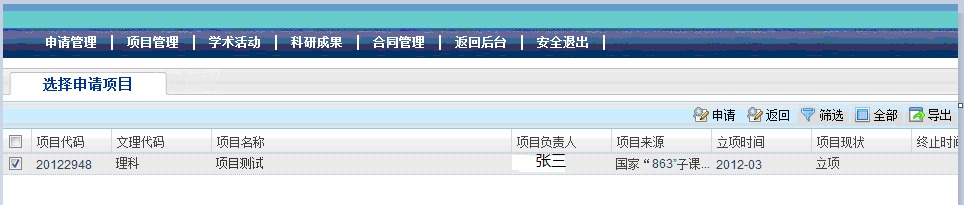 申请管理 项目管理 学术活动 科研成果 合同管理 返回后台 安全退出
选择申请项目
申请 返回 筛选 全部 导出
项目代码 文理代码 项目名称 项目负责人 项目来源 立项时间 项目现状 终止时间
20122948 理科 项目测试 张三 国家“863”子课... 2012-03 立项